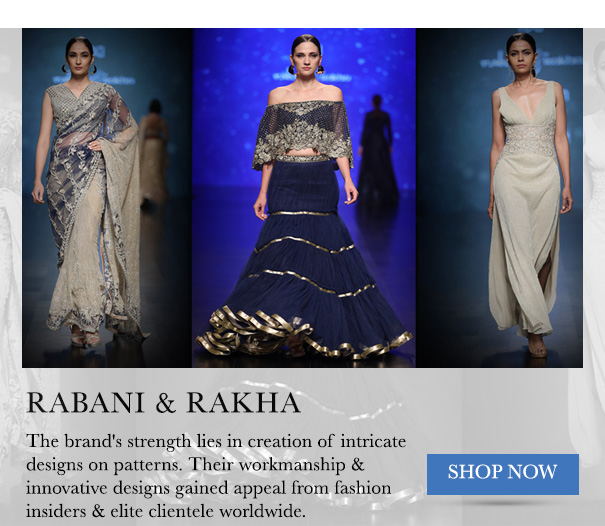 RABANI & RAKHA
The brand's strength lies in creation of intricate
designs on patterns. Their workmanship &
innovative designs gained appeal from fashion
insiders & elite clientele worldwide.
SHOP NOW